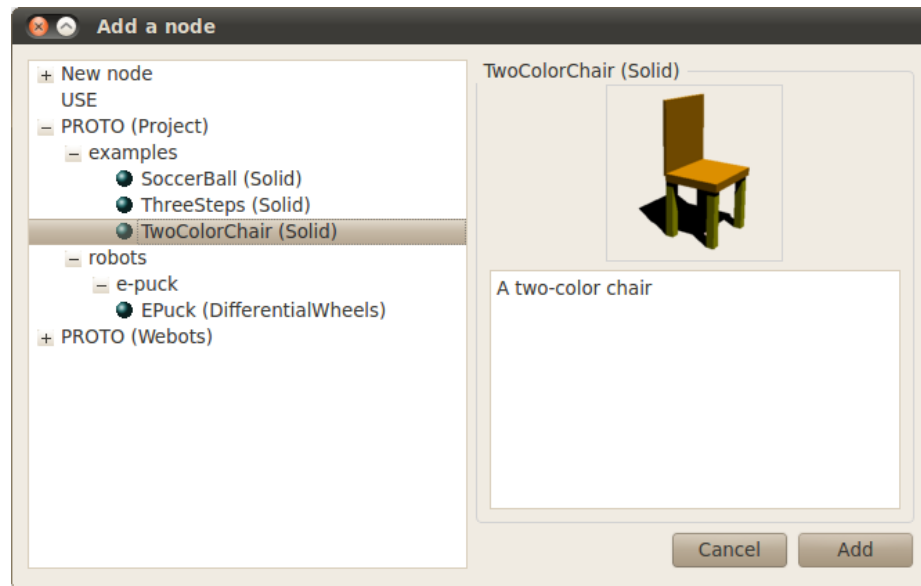 Add a node
New node
USE
PROTO (Project)
examples
SoccerBall (Solid)
ThreeSteps (Solid)
TwoColorChair (Solid)
robots
e-puck
EPuck (DifferentialWheels)
PROTO (Webots)
TwoColorChair (Solid)
A two-color chair
Cancel
Add